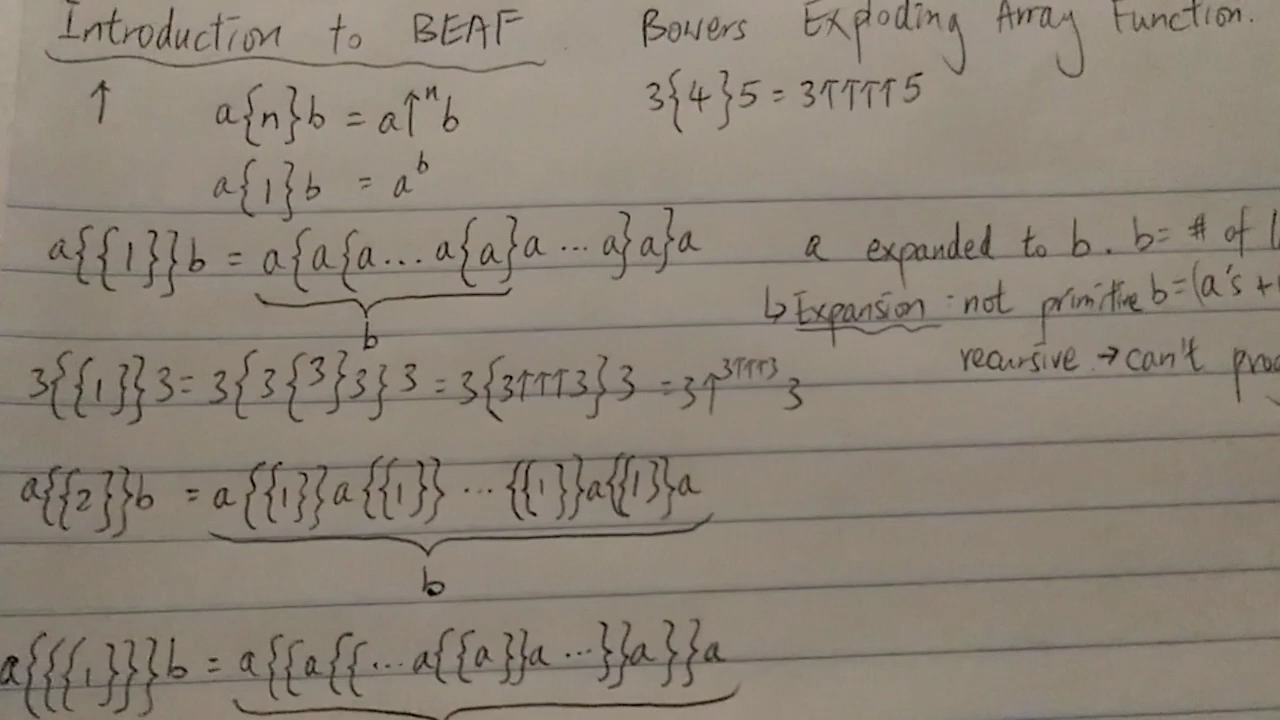 Introduction to BEAF Bowers Exploding Array Function.
↑ a{n}b = a↑ⁿb 3{4}5 = 3↑↑↑↑5
a{1}b = aᵇ
a{{1}}b = a{a{a...a{a}a...a}a}a a expanded to b. b= # of
b ↳ Expansion : not primitive b=(a's +
3{{1}}3 = 3{3{3}3}3 = 3{3↑↑↑3}3 = 3↑^{3↑↑↑3} 3 recursive → can't
a{{2}}b = a{{1}}a{{1}} ... {{1}}a{{1}}a
b
a{{{1}}}b = a{{a{{...a{{a}}a...}}a}}a